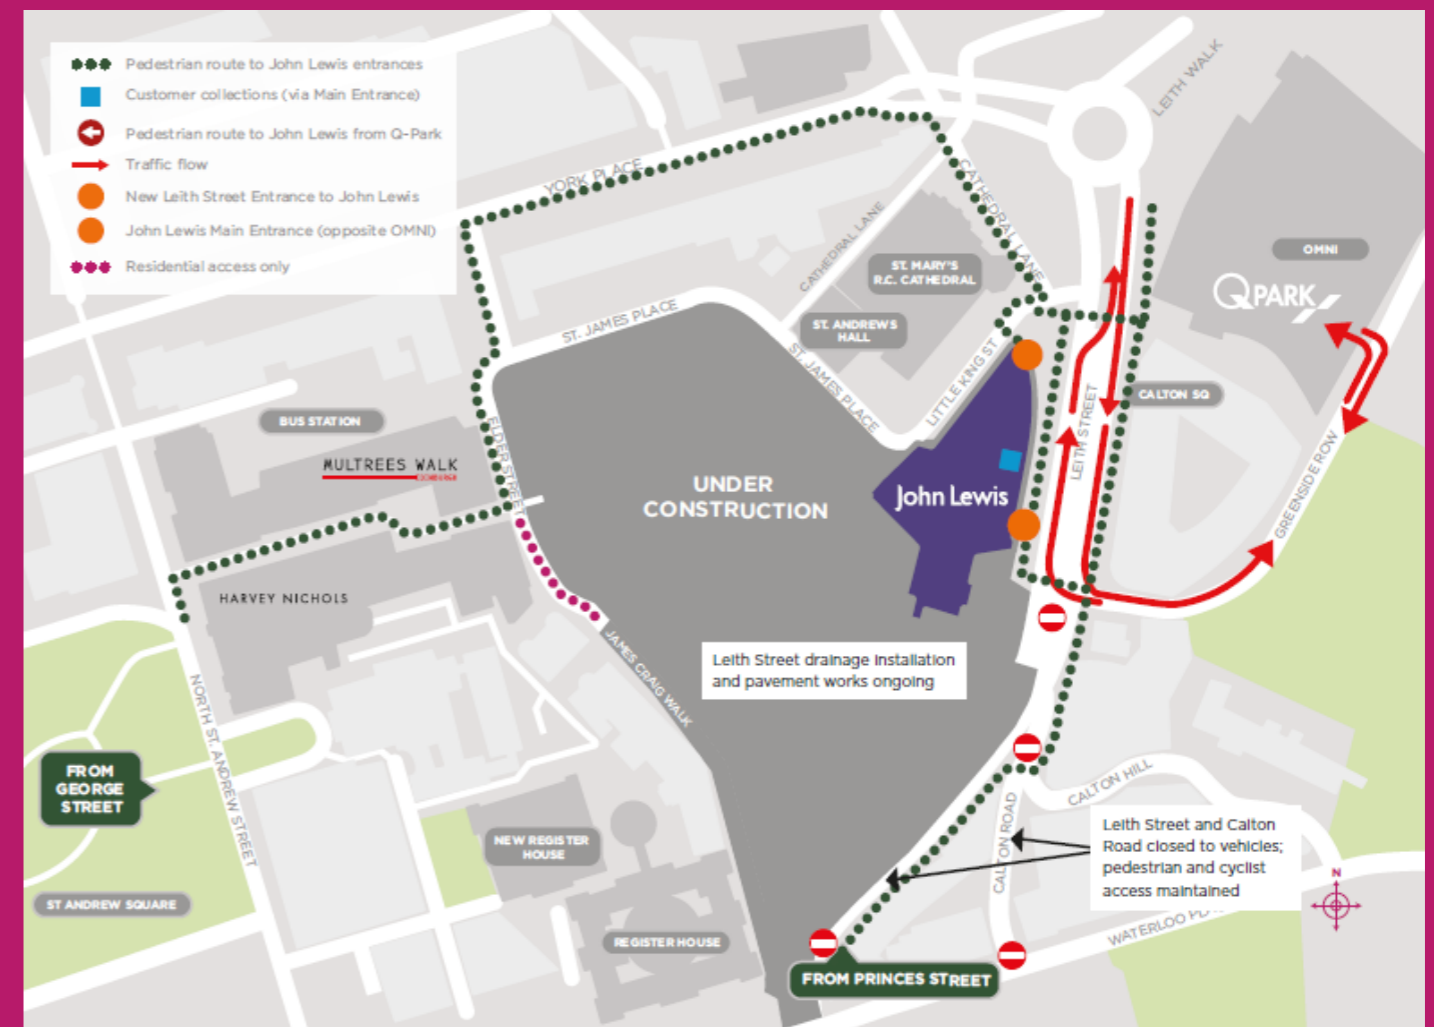 Pedestrian route to John Lewis entrances
Customer collections (via Main Entrance)
Pedestrian route to John Lewis from Q-Park
Traffic flow
New Leith Street Entrance to John Lewis
John Lewis Main Entrance (opposite OMNI)
Residential access only
LEITH WALK
YORK PLACE
CATHEDRAL LANE
CATHEDRAL LANE
ST. MARY'S
R.C. CATHEDRAL
OMNI
Q PARK
ST. JAMES PLACE
ST. ANDREWS
HALL
ST. JAMES PLACE
LITTLE KING ST
CALTON SQ
LEITH STREET
BUS STATION
ELDER STREET
MULTREES WALK
EDINBURGH
UNDER
CONSTRUCTION
John Lewis
GREENSIDE ROW
HARVEY NICHOLS
JAMES CRAIG WALK
Leith Street drainage installation
and pavement works ongoing
NORTH ST. ANDREW STREET
FROM
GEORGE
STREET
CALTON HILL
CALTON ROAD
Leith Street and Calton
Road closed to vehicles;
pedestrian and cyclist
access maintained
NEW REGISTER
HOUSE
N
ST ANDREW SQUARE
REGISTER HOUSE
WATERLOO
FROM PRINCES STREET